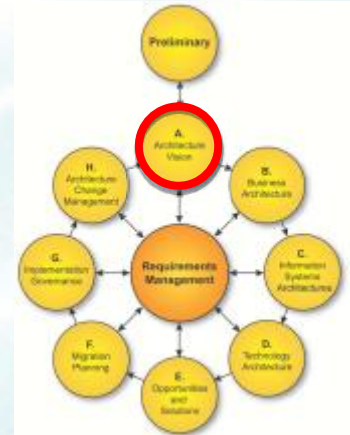 Preliminary
A.
Architecture
Vision
B.
Business
Architecture
C.
Information
Systems
Architectures
D.
Technology
Architecture
E.
Opportunities
and
Solutions
F.
Migration
Planning
G.
Implementation
Governance
H.
Architecture
Change
Management
Requirements
Management